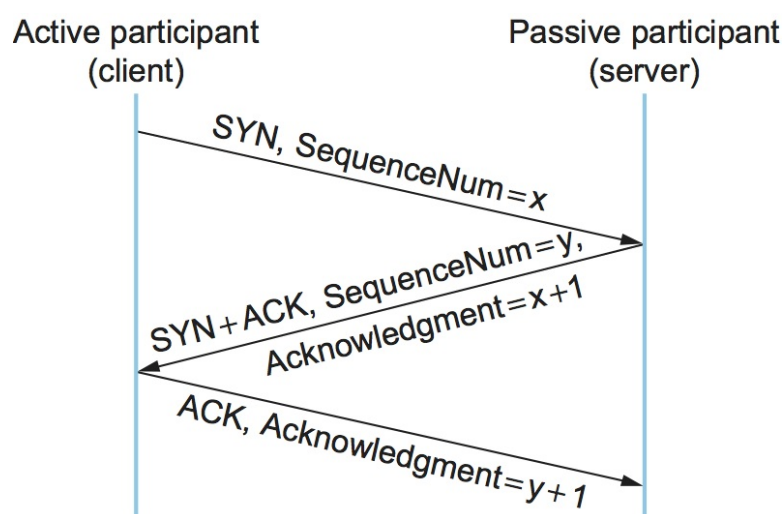 Active participant
(client)
Passive participant
(server)
SYN, SequenceNum=x
SYN+ACK, SequenceNum=y,
Acknowledgment=x+1
ACK, Acknowledgment=y+1